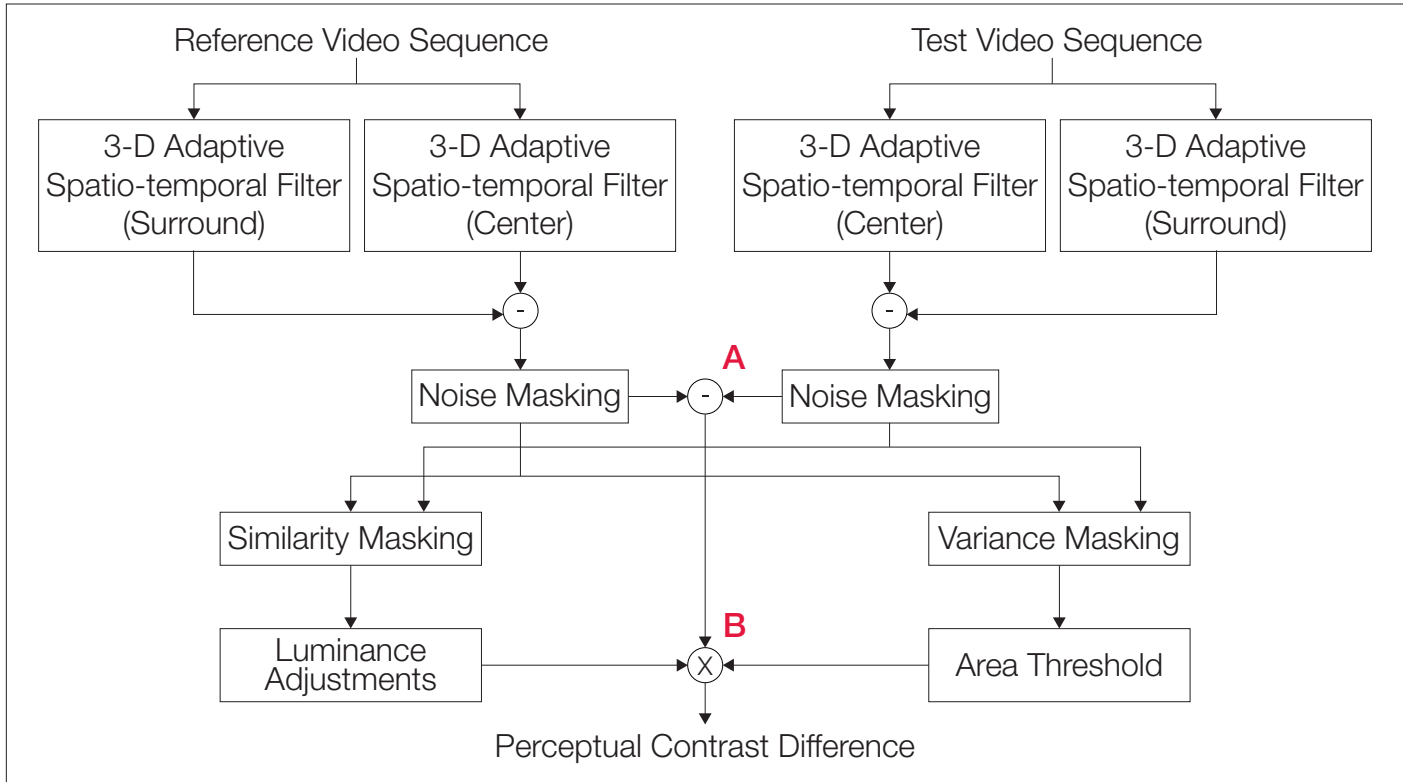 Reference Video Sequence
Test Video Sequence
3-D Adaptive
Spatio-temporal Filter
(Surround)
3-D Adaptive
Spatio-temporal Filter
(Center)
3-D Adaptive
Spatio-temporal Filter
(Center)
3-D Adaptive
Spatio-temporal Filter
(Surround)
-
-
A
Noise Masking
-
Noise Masking
Similarity Masking
Variance Masking
B
Luminance
Adjustments
X
Area Threshold
Perceptual Contrast Difference